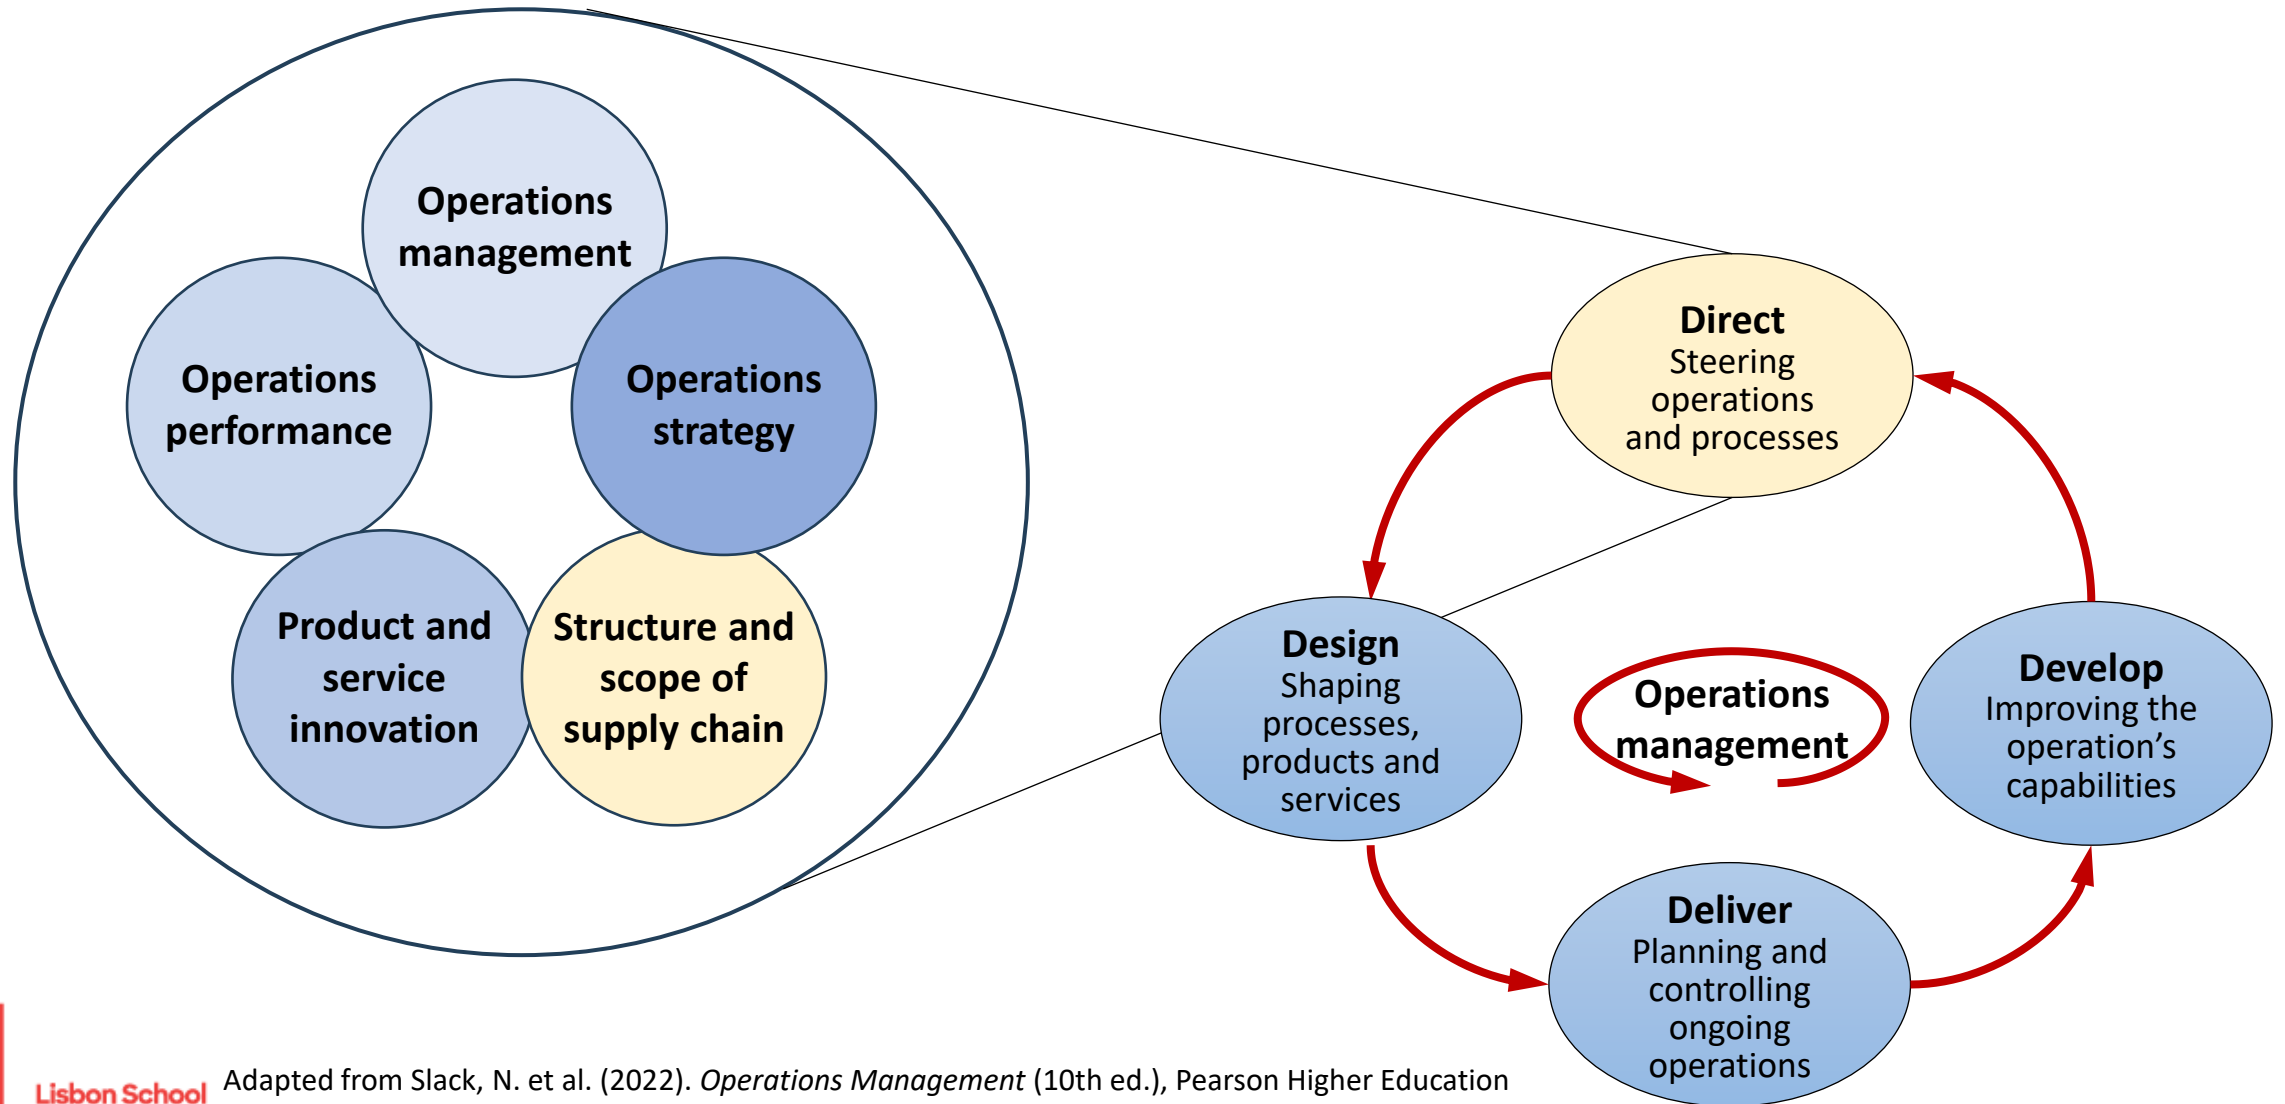 Operations
management
Operations
performance
Operations
strategy
Product and
service
innovation
Structure and
scope of
supply chain
Direct
Steering
operations
and processes
Design
Shaping
processes,
products and
services
Operations
management
Develop
Improving the
operation’s
capabilities
Deliver
Planning and
controlling
ongoing
operations
Lisbon School
Adapted from Slack, N. et al. (2022). Operations Management (10th ed.), Pearson Higher Education